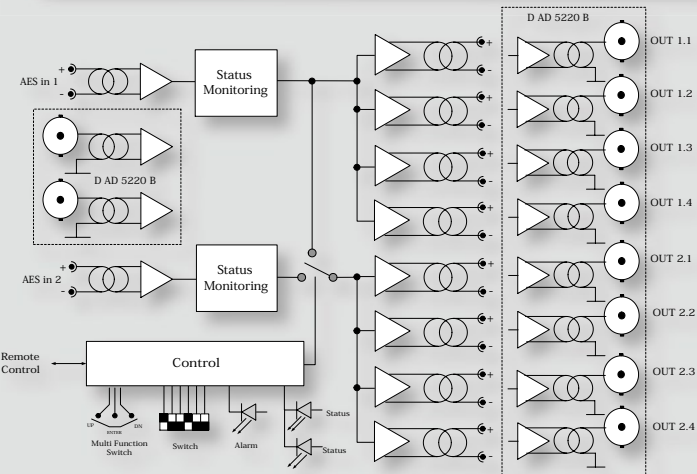 D AD 5220 B
OUT 1.1
+
-
AES in 1
+
-
Status
Monitoring
OUT 1.2
+
-
OUT 1.3
+
-
D AD 5220 B
OUT 1.4
+
-
AES in 2
+
-
Status
Monitoring
OUT 2.1
+
-
OUT 2.2
+
-
Remote
Control
Control
OUT 2.3
+
-
UP
ENTER
DN
Multi Function
Switch
Switch
Alarm
Status
Status
OUT 2.4
+
-